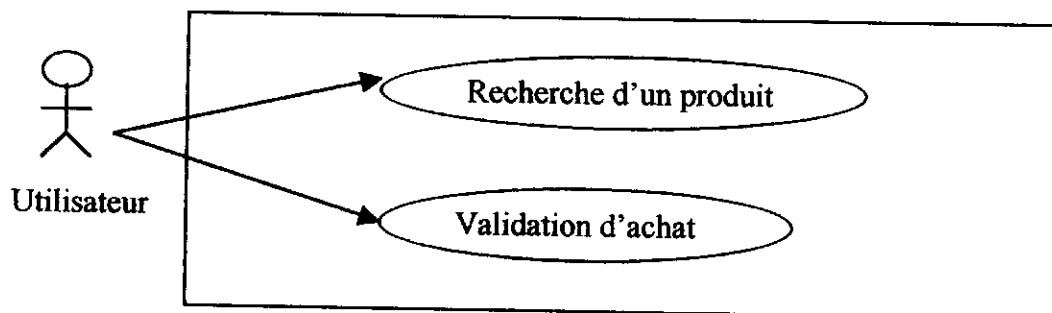 Recherche d'un produit
Utilisateur
Validation d'achat